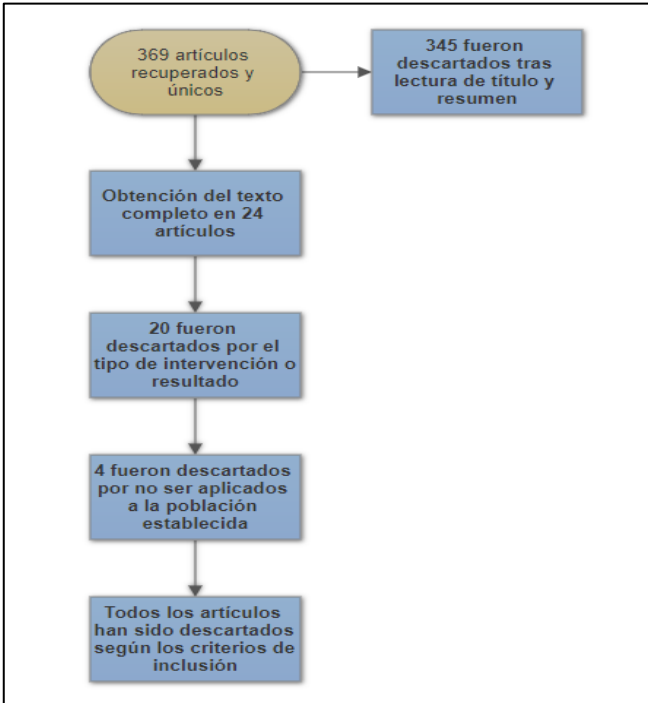 369 artículos
recuperados y
únicos
345 fueron
descartados tras
lectura de título y
resumen
Obtención del texto
completo en 24
artículos
20 fueron
descartados por el
tipo de intervención o
resultado
4 fueron descartados
por no ser aplicados
a la población
establecida
Todos los artículos
han sido descartados
según los criterios de
inclusión